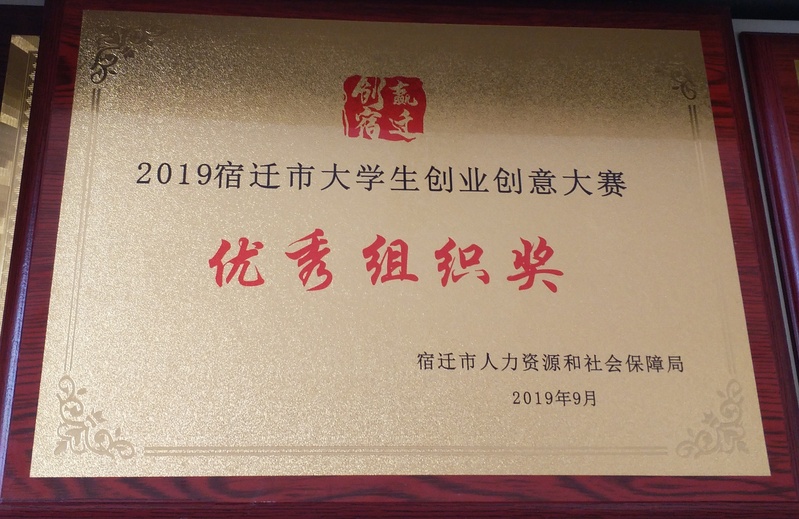 创赢
宿迁
2019宿迁市大学生创业创意大赛
优秀组织奖
宿迁市人力资源和社会保障局
2019年9月